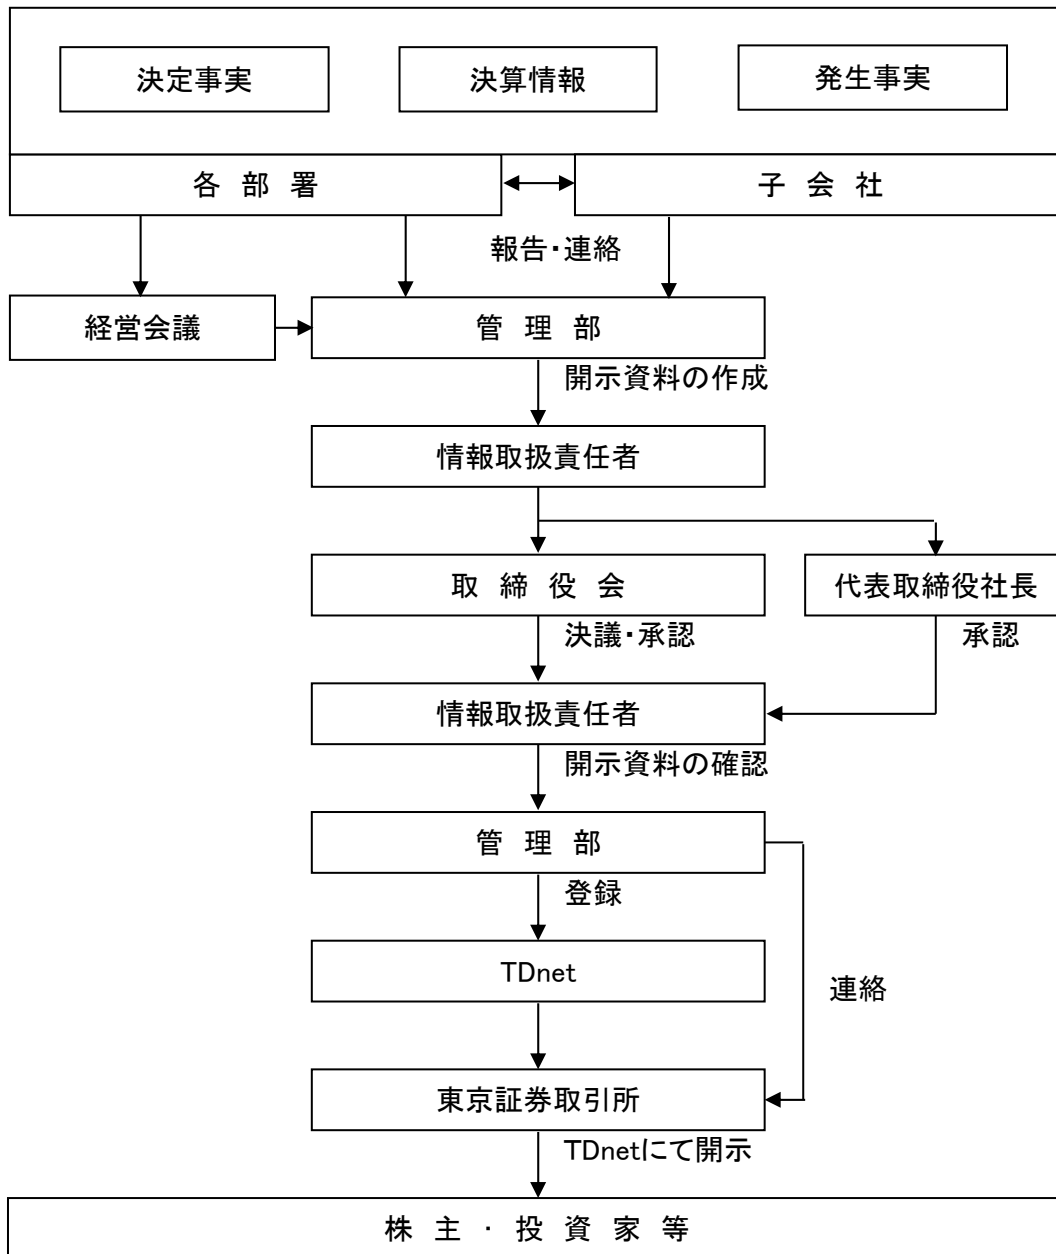 決定事実
決算情報
発生事実
各 部 署
子 会 社
報告・連絡
経営会議
管 理 部
開示資料の作成
情報取扱責任者
取 締 役 会
代表取締役社長
決議・承認
承認
情報取扱責任者
開示資料の確認
管 理 部
登録
TDnet
連絡
東京証券取引所
TDnetにて開示
株 主 ・ 投 資 家 等